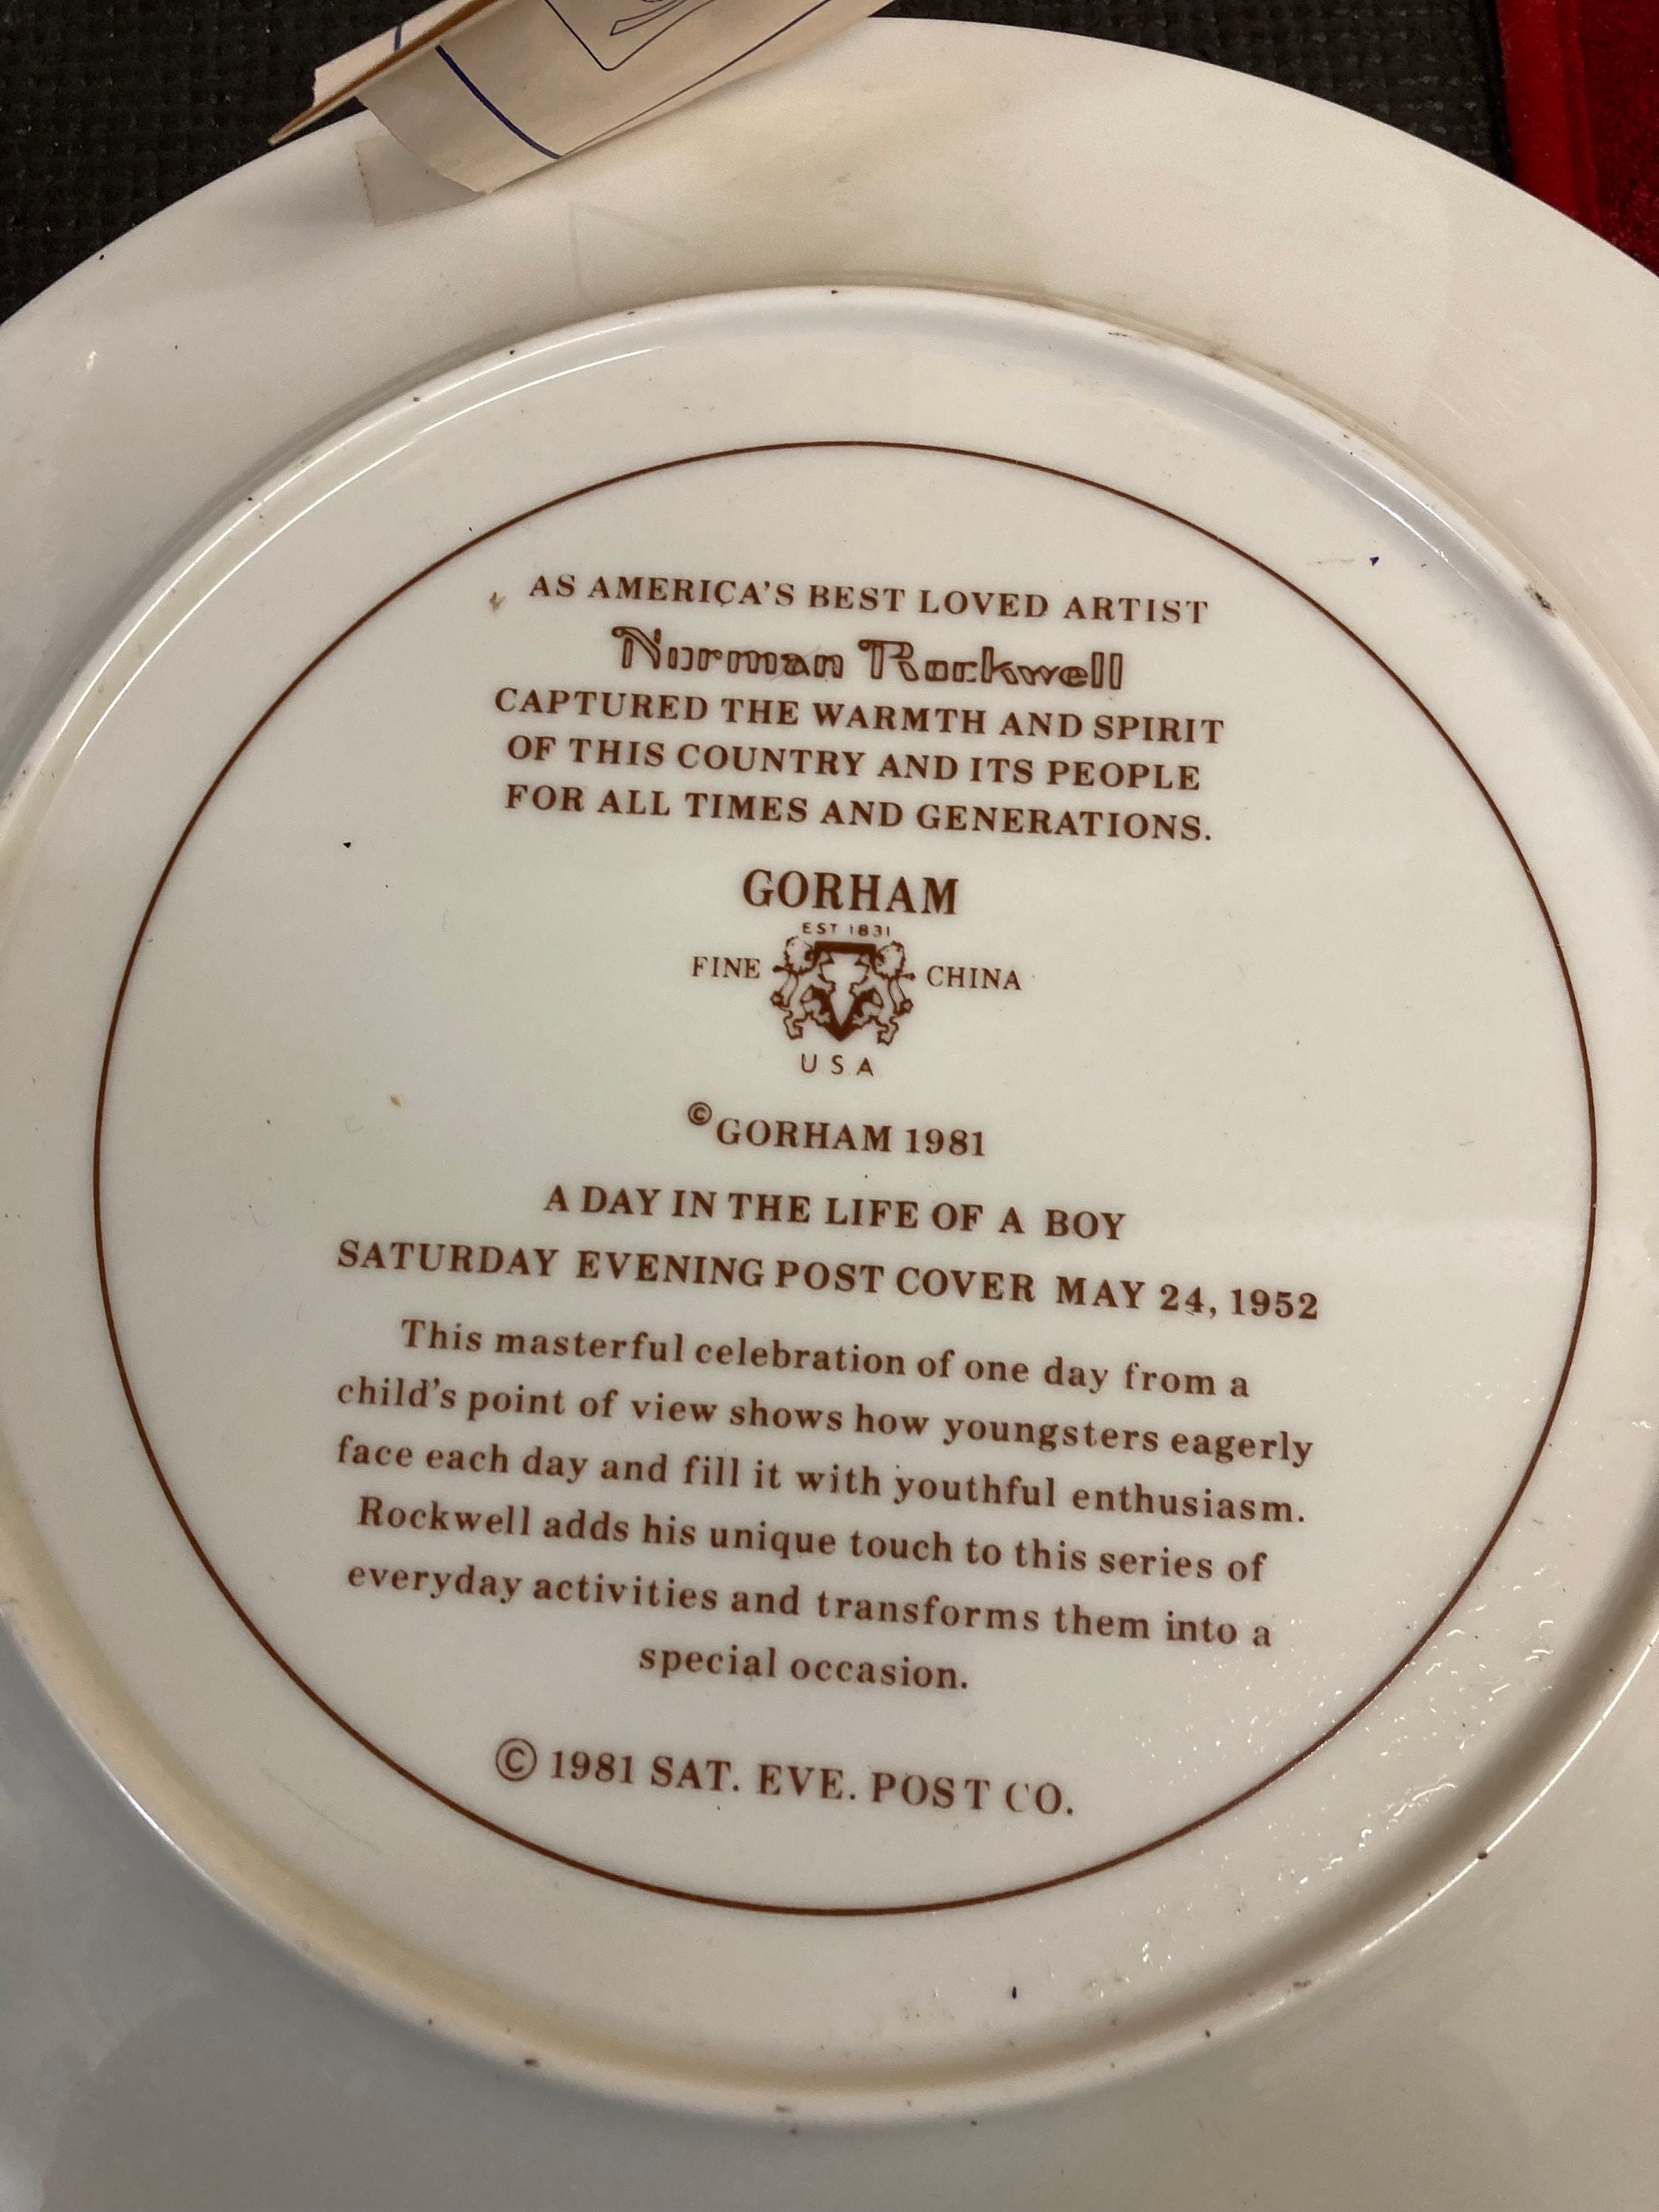 AS AMERICA'S BEST LOVED ARTIST
Norman Rockwell
CAPTURED THE WARMTH AND SPIRIT
OF THIS COUNTRY AND ITS PEOPLE
FOR ALL TIMES AND GENERATIONS.
GORHAM
EST 1831
FINE CHINA
USA
©GORHAM 1981
A DAY IN THE LIFE OF A BOY
SATURDAY EVENING POST COVER MAY 24, 1952
This masterful celebration of one day from a
child's point of view shows how youngsters eagerly
face each day and fill it with youthful enthusiasm.
Rockwell adds his unique touch to this series of
everyday activities and transforms them into a
special occasion.
© 1981 SAT. EVE. POST CO.